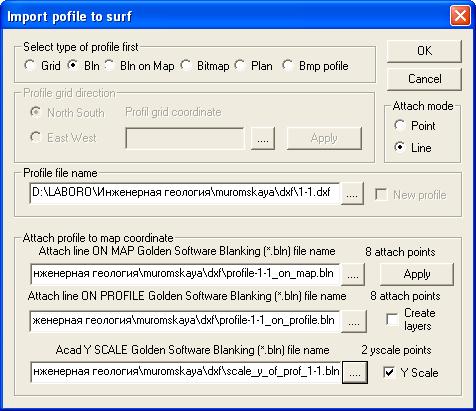 Import pofile to surf
Select type of profile first
Grid Bln Bln on Map Bitmap Plan Bmp pofile
OK
Cancel
Profile grid direction
North South
Profil grid coordinate
East West
.... Apply
Attach mode
Point
Line
Profile file name
D:\LABORO\Инженерная геология\muromskaya\dxf\1-1.dxf .... New profile
Attach profile to map coordinate
Attach line ON MAP Golden Software Blanking (*.bln) file name 8 attach points
нженерная геология\muromskaya\dxf\profile-1-1_on_map.bln .... Apply
Attach line ON PROFILE Golden Software Blanking (*.bln) file name 8 attach points
женерная геология\muromskaya\dxf\profile-1-1_on_profile.bln .... Create
layers
Acad Y SCALE Golden Software Blanking (*.bln) file name 2 yscale points
нженерная геология\muromskaya\dxf\scale_y_of_prof_1-1.bln .... Y Scale